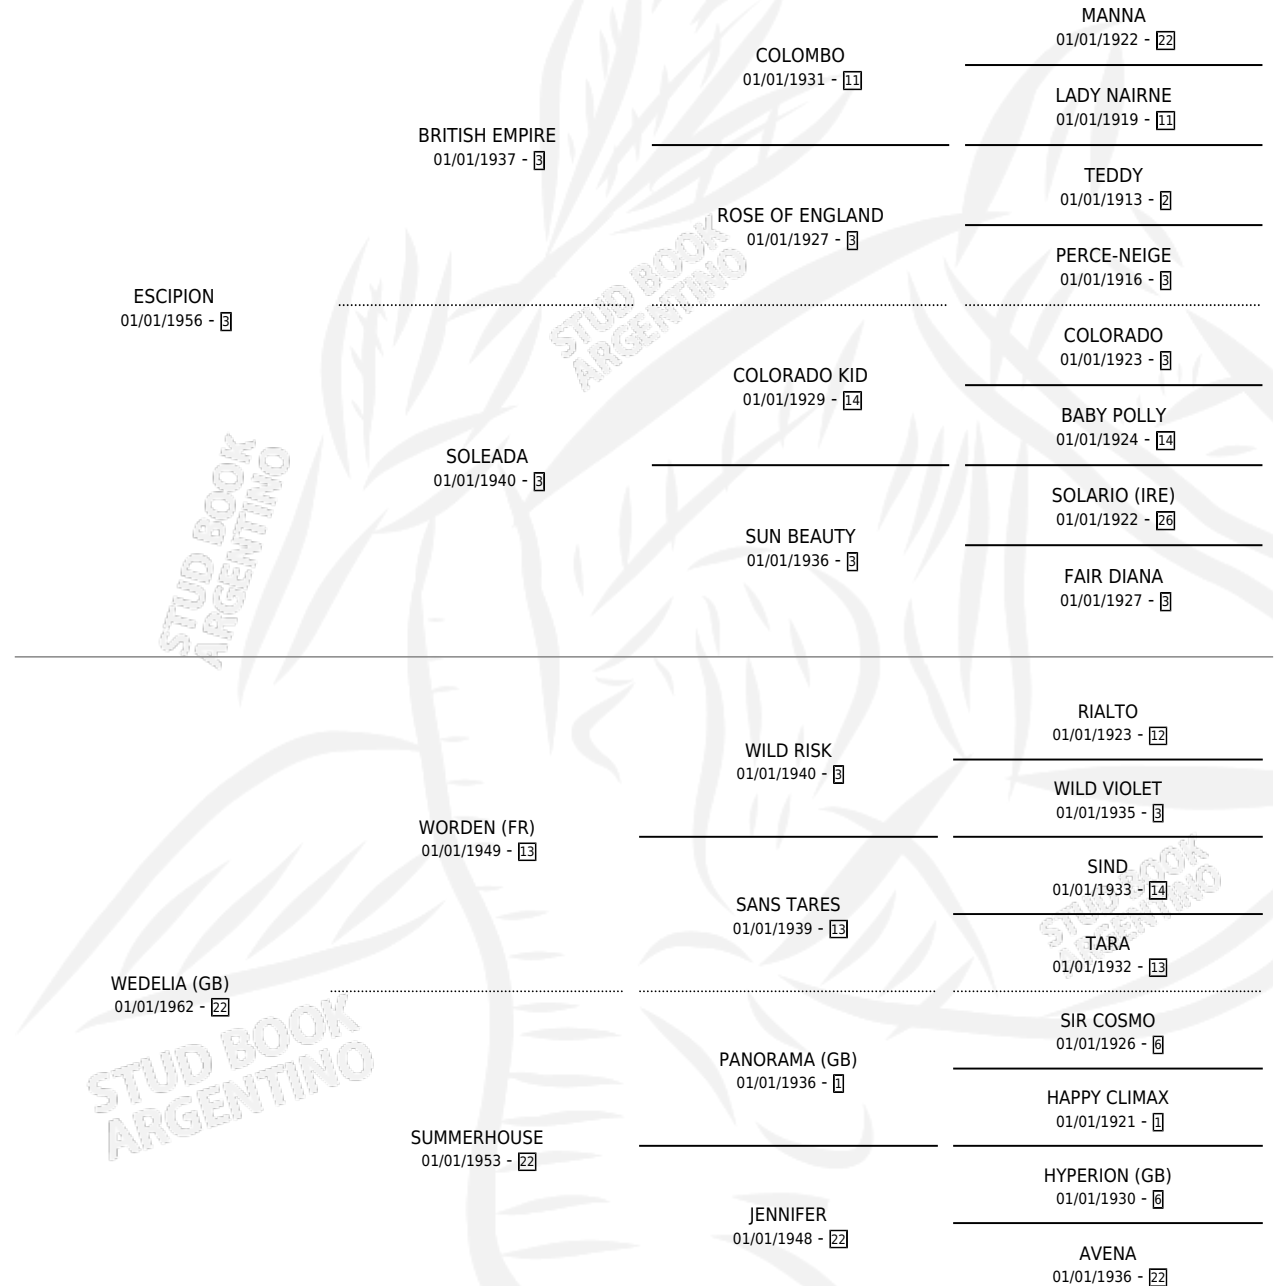 MANNA
01/01/1922 - 22
COLOMBO
01/01/1931 - 11
LADY NAIRNE
01/01/1919 - 11
BRITISH EMPIRE
01/01/1937 - 3
TEDDY
01/01/1913 - 2
ROSE OF ENGLAND
01/01/1927 - 3
PERCE-NEIGE
01/01/1916 - 3
ESCIPION
01/01/1956 - 3
COLORADO
01/01/1923 - 3
COLORADO KID
01/01/1929 - 14
BABY POLLY
01/01/1924 - 14
SOLEADA
01/01/1940 - 3
SOLARIO (IRE)
01/01/1922 - 26
SUN BEAUTY
01/01/1936 - 3
FAIR DIANA
01/01/1927 - 3
RIALTO
01/01/1923 - 12
WILD RISK
01/01/1940 - 3
WILD VIOLET
01/01/1935 - 3
WORDEN (FR)
01/01/1949 - 13
SIND
01/01/1933 - 14
SANS TARES
01/01/1939 - 13
TARA
01/01/1932 - 13
WEDELIA (GB)
01/01/1962 - 22
SIR COSMO
01/01/1926 - 6
PANORAMA (GB)
01/01/1936 - 1
HAPPY CLIMAX
01/01/1921 - 1
SUMMERHOUSE
01/01/1953 - 22
HYPERION (GB)
01/01/1930 - 6
JENNIFER
01/01/1948 - 22
AVENA
01/01/1936 - 22
STUD BOOK
ARGENTINO
STUD BOOK
ARGENTINO
STUD BOOK
ARGENTINO
STUD BOOK
ARGENTINO